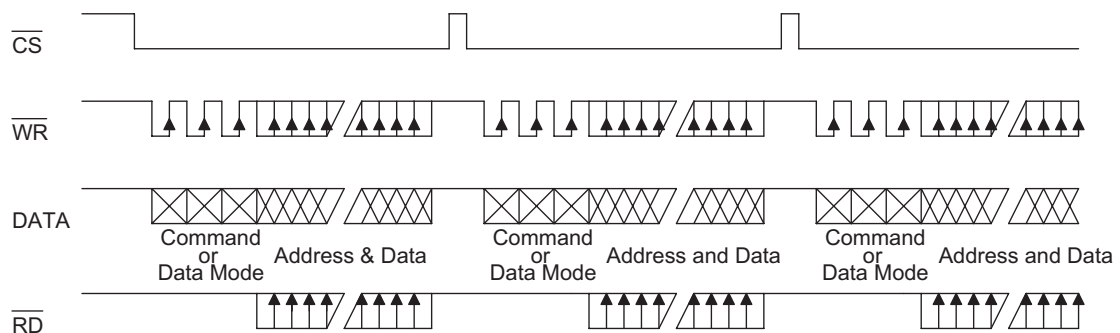 CS
WR
DATA
Command
or
Data Mode
Address & Data
Command
or
Data Mode
Address and Data
Command
or
Data Mode
Address and Data
RD